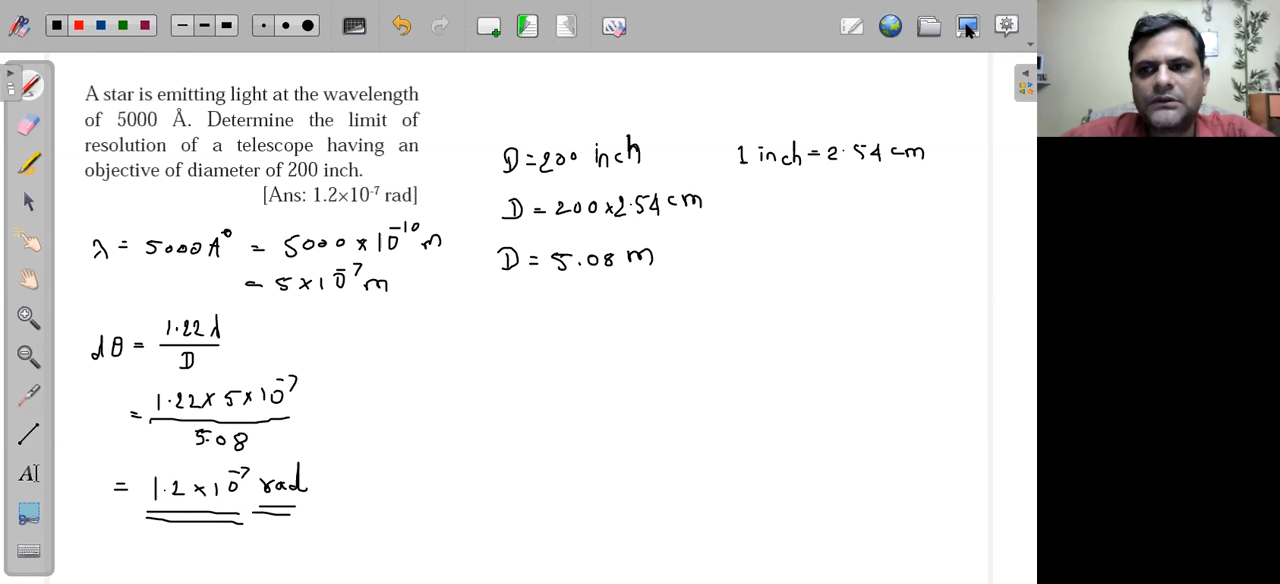 A star is emitting light at the wavelength
of 5000 Å. Determine the limit of
resolution of a telescope having an
objective of diameter of 200 inch.
[Ans: 1.2×10⁻⁷ rad]
λ = 5000 A° = 5000 × 10⁻¹⁰ m
= 5 × 10⁻⁷ m
dθ = 1.22 λ / D
= 1.22 × 5 × 10⁻⁷ / 5.08
= 1.2 × 10⁻⁷ rad
D = 200 inch
1 inch = 2.54 cm
D = 200 × 2.54 cm
D = 5.08 m
A